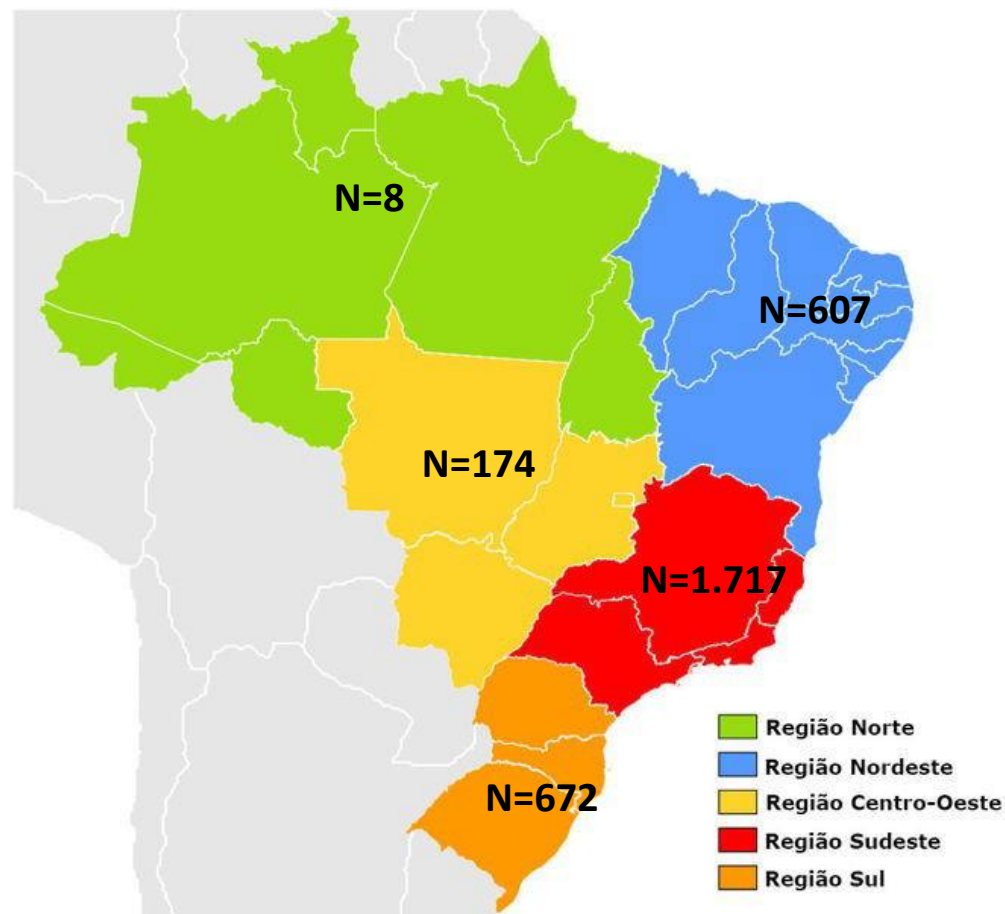 N=8
N=607
N=174
N=1.717
N=672
Região Norte
Região Nordeste
Região Centro-Oeste
Região Sudeste
Região Sul